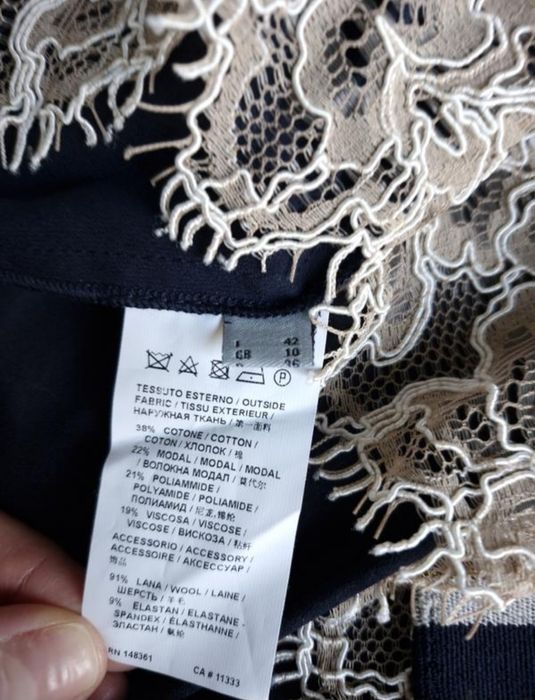 I 42
GB 10
36
TESSUTO ESTERNO / OUTSIDE
FABRIC / TISSU EXTERIEUR /
НАРУЖНАЯ ТКАНЬ / 第一面料
38% COTONE / COTTON /
COTON / ХЛОПОК / 棉
22% MODAL / MODAL / MODAL
/ ВОЛОКНА МОДАЛ / 莫代尔
21% POLIAMMIDE /
POLYAMIDE / POLIAMIDE /
ПОЛИАМИД / 尼龙, 锦纶
19% VISCOSA / VISCOSE /
VISCOSE / ВИСКОЗА / 粘纤
ACCESSORIO / ACCESSORY /
ACCESSOIRE / АКСЕССУАР /
饰品
91% LANA / WOOL / LAINE /
ШЕРСТЬ / 羊毛
9% ELASTAN / ELASTANE -
SPANDEX / ÉLASTHANNE /
ЭЛАСТАН / 氨纶
RN 148361 CA # 11333